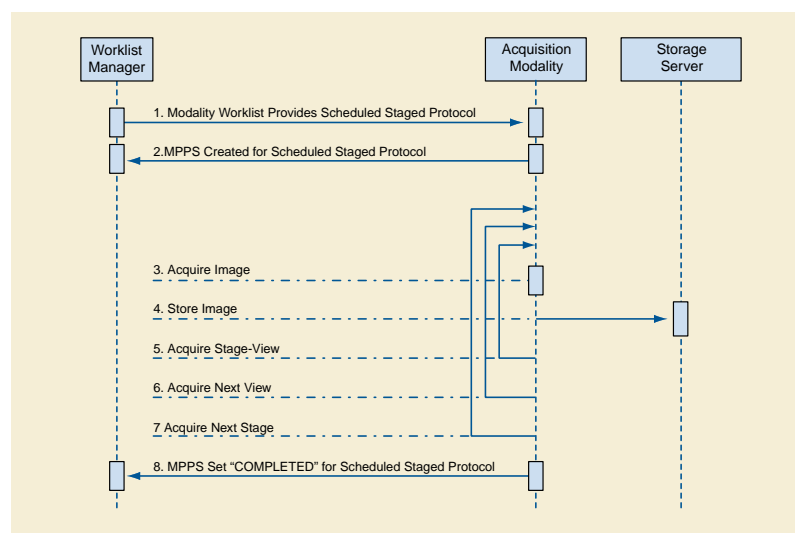 Worklist
Manager
Acquisition
Modality
Storage
Server
1. Modality Worklist Provides Scheduled Staged Protocol
2.MPPS Created for Scheduled Staged Protocol
3. Acquire Image
4. Store Image
5. Acquire Stage-View
6. Acquire Next View
7 Acquire Next Stage
8. MPPS Set “COMPLETED” for Scheduled Staged Protocol